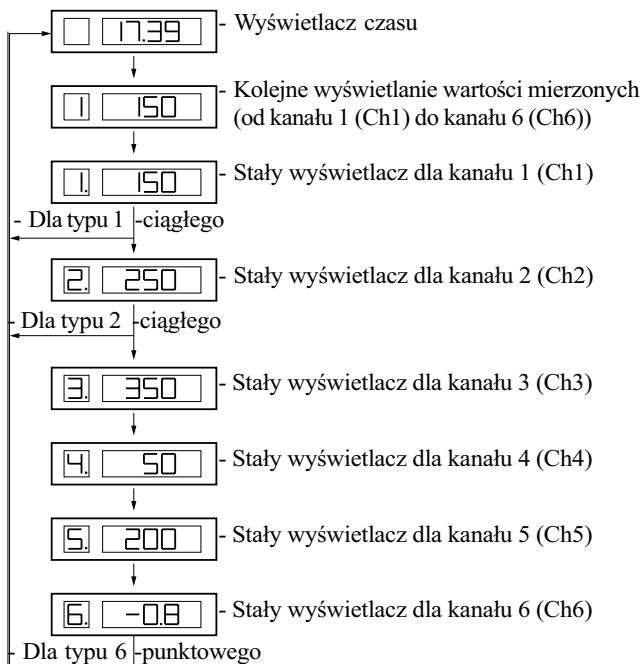 17.39 - Wyświetlacz czasu
1 150 - Kolejne wyświetlanie wartości mierzonych
(od kanału 1 (Ch1) do kanału 6 (Ch6))
1. 150 - Stały wyświetlacz dla kanału 1 (Ch1)
- Dla typu 1 -ciągłego
2. 250 - Stały wyświetlacz dla kanału 2 (Ch2)
- Dla typu 2 -ciągłego
3. 350 - Stały wyświetlacz dla kanału 3 (Ch3)
4. 50 - Stały wyświetlacz dla kanału 4 (Ch4)
5. 200 - Stały wyświetlacz dla kanału 5 (Ch5)
6. -0.8 - Stały wyświetlacz dla kanału 6 (Ch6)
- Dla typu 6 -punktowego